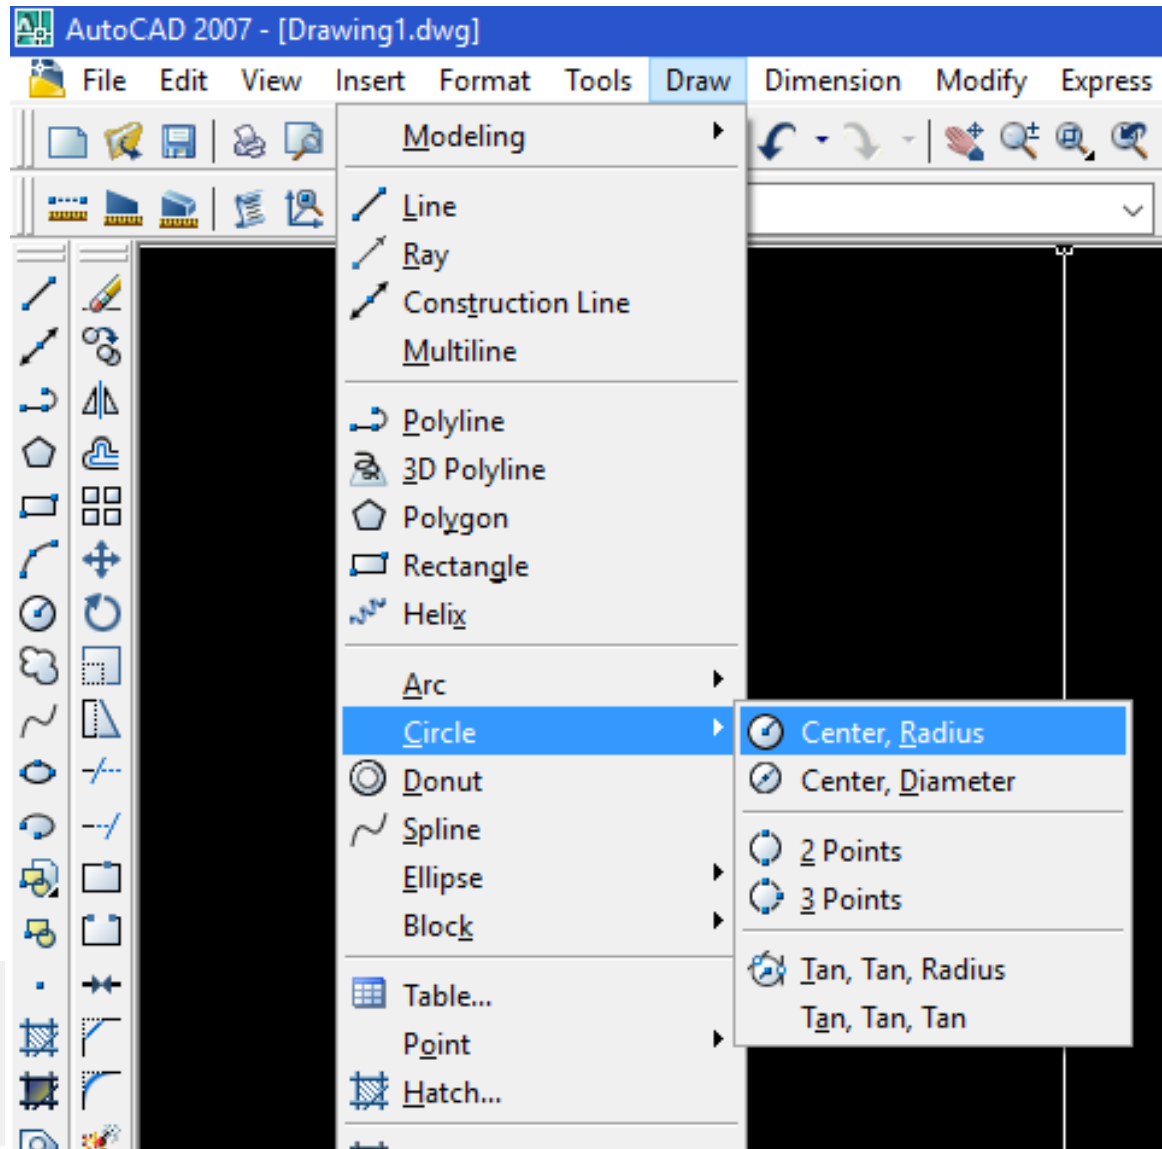 AutoCAD 2007 - [Drawing1.dwg]
File Edit View Insert Format Tools Draw Dimension Modify Express
Modeling
Line
Ray
Construction Line
Multiline
Polyline
3D Polyline
Polygon
Rectangle
Helix
Arc
Circle
Donut
Spline
Ellipse
Block
Table...
Point
Hatch...
Center, Radius
Center, Diameter
2 Points
3 Points
Tan, Tan, Radius
Tan, Tan, Tan